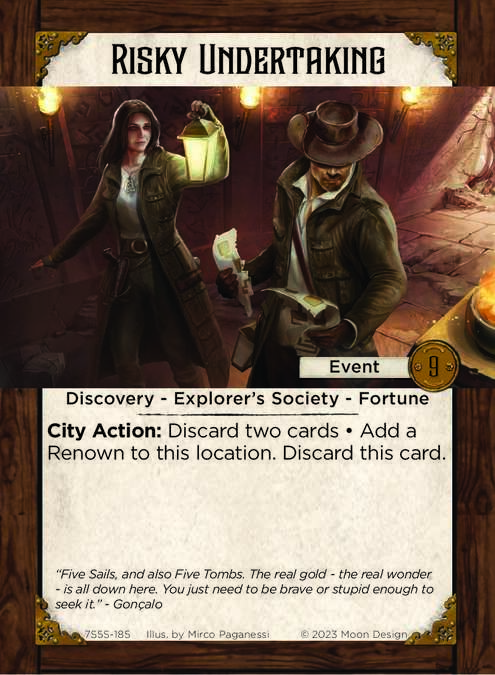 Risky Undertaking
Event
9
Discovery - Explorer's Society - Fortune
City Action: Discard two cards • Add a
Renown to this location. Discard this card.
“Five Sails, and also Five Tombs. The real gold - the real wonder
- is all down here. You just need to be brave or stupid enough to
seek it.” - Gonçalo
7S5S-185 Illus. by Mirco Paganessi © 2023 Moon Design